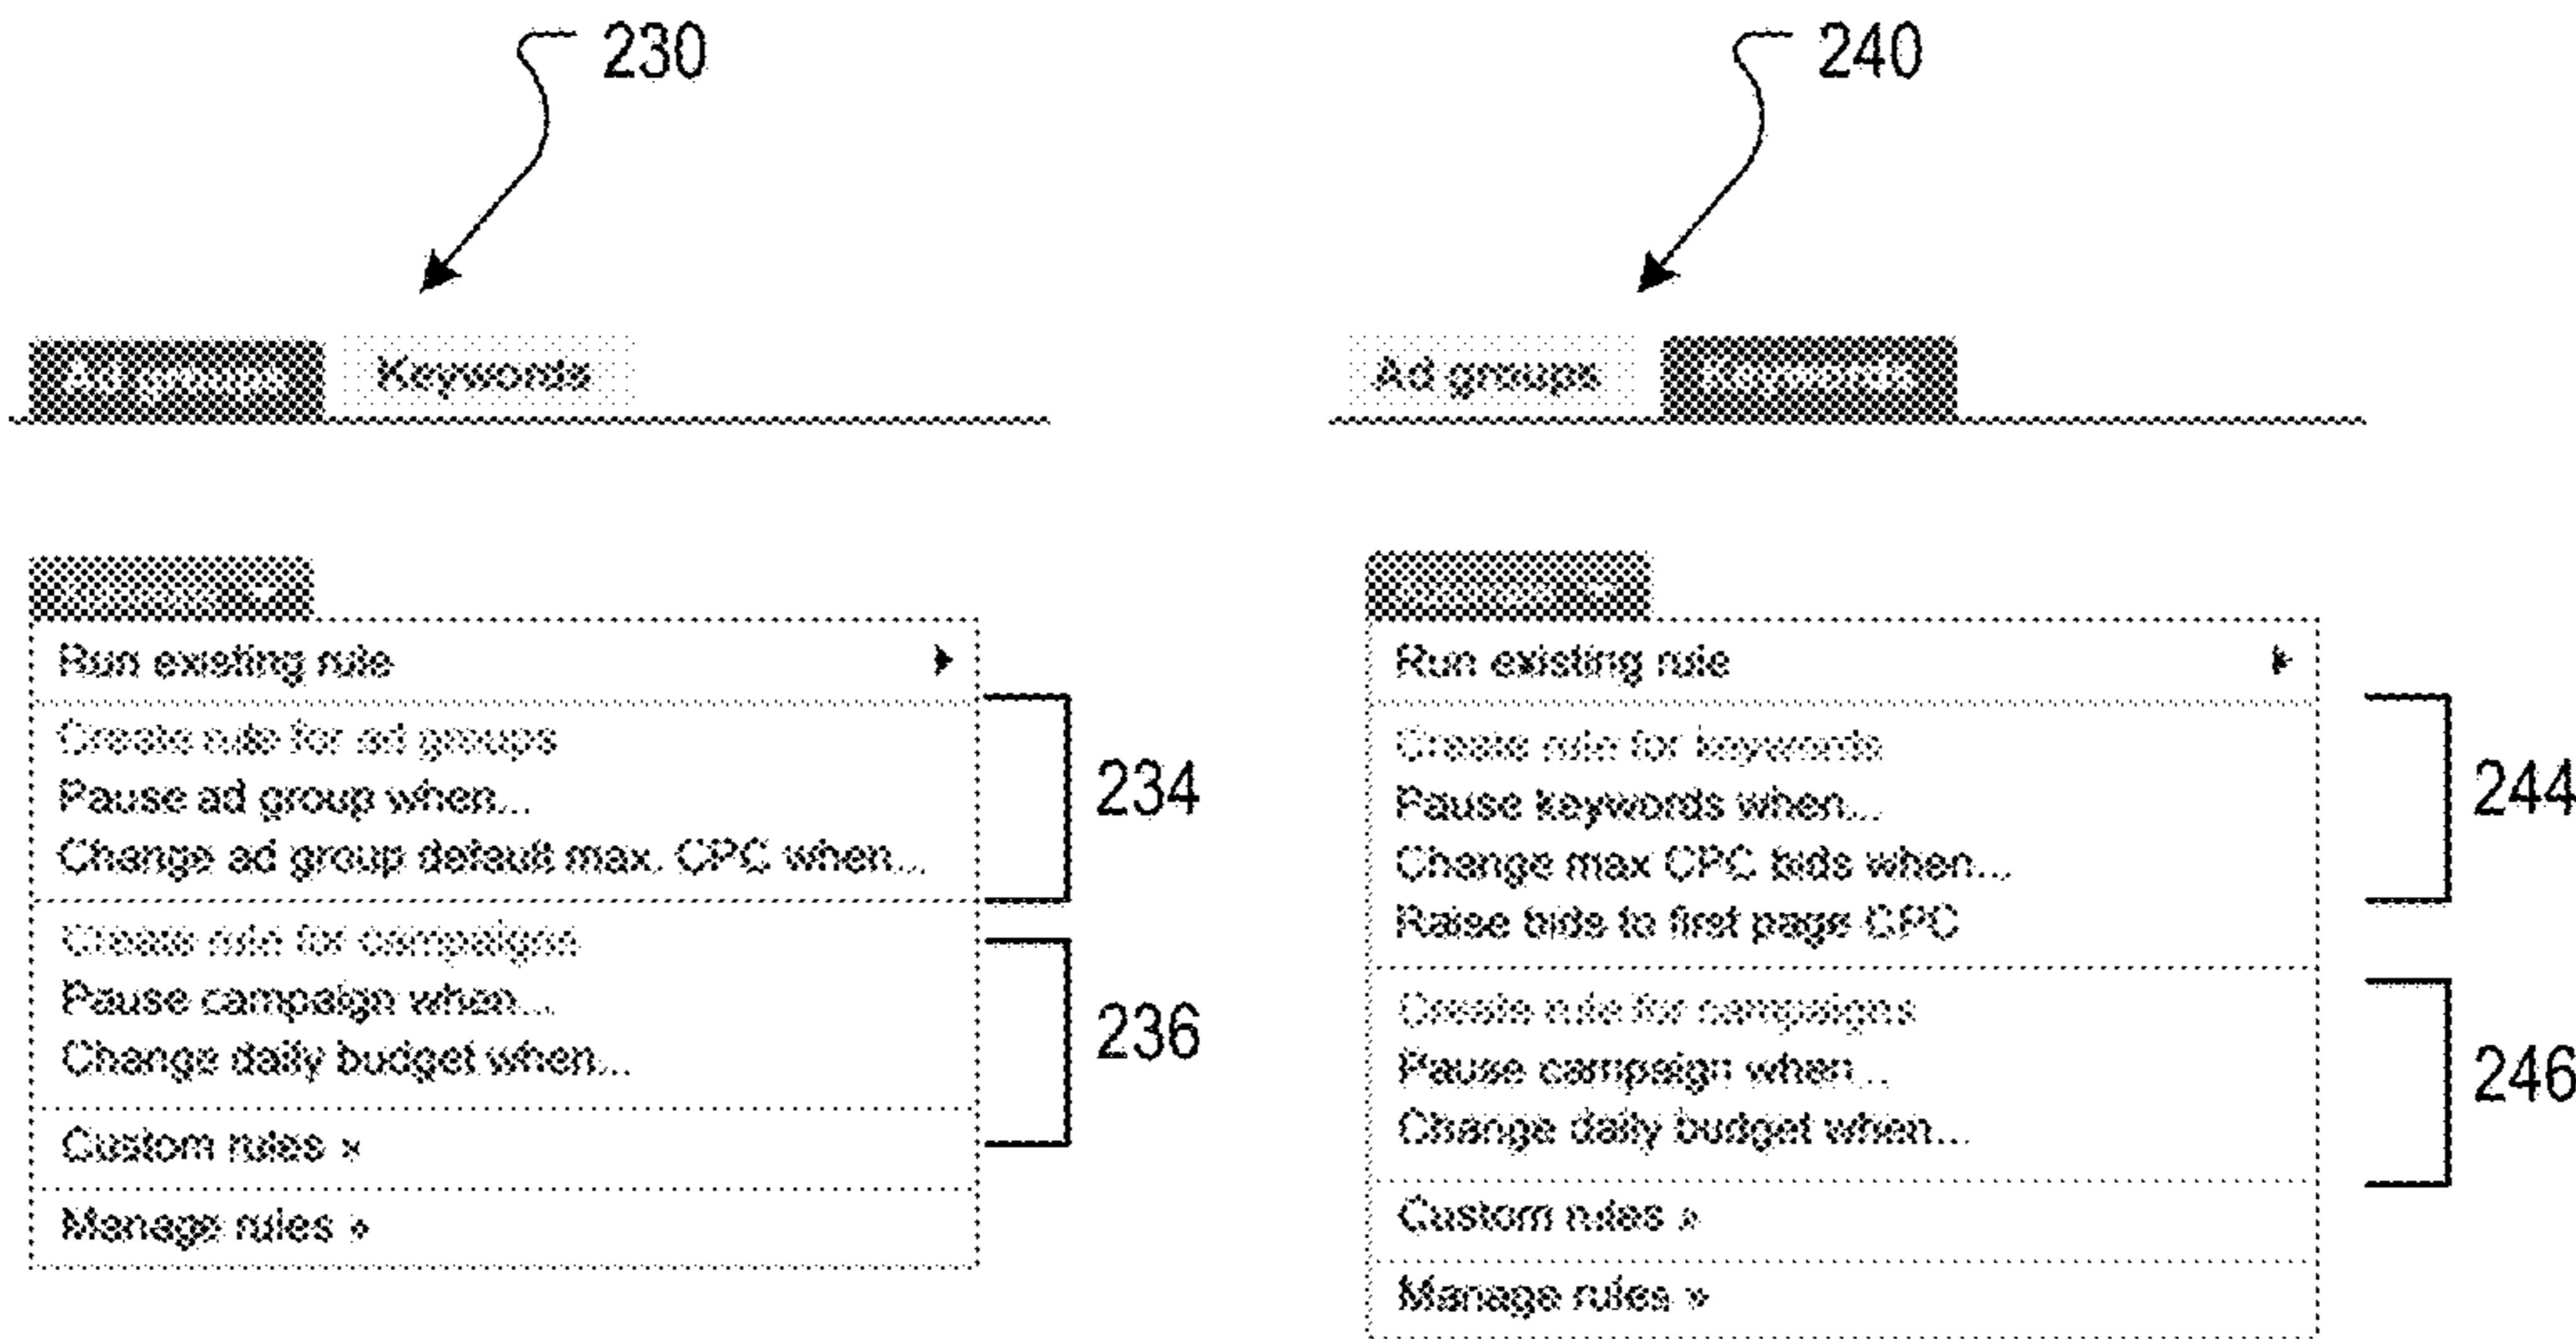 230
Ad groups Keywords
Run existing rule
Create rule for ad groups
Pause ad group when...
Change ad group default max. CPC when...
234
Create rule for campaigns
Pause campaign when...
Change daily budget when...
236
Custom rules »
Manage rules »
240
Ad groups Keywords
Run existing rule
Create rule for keywords
Pause keywords when...
Change max CPC bids when...
Raise bids to first page CPC
244
Create rule for campaigns
Pause campaign when...
Change daily budget when...
246
Custom rules »
Manage rules »